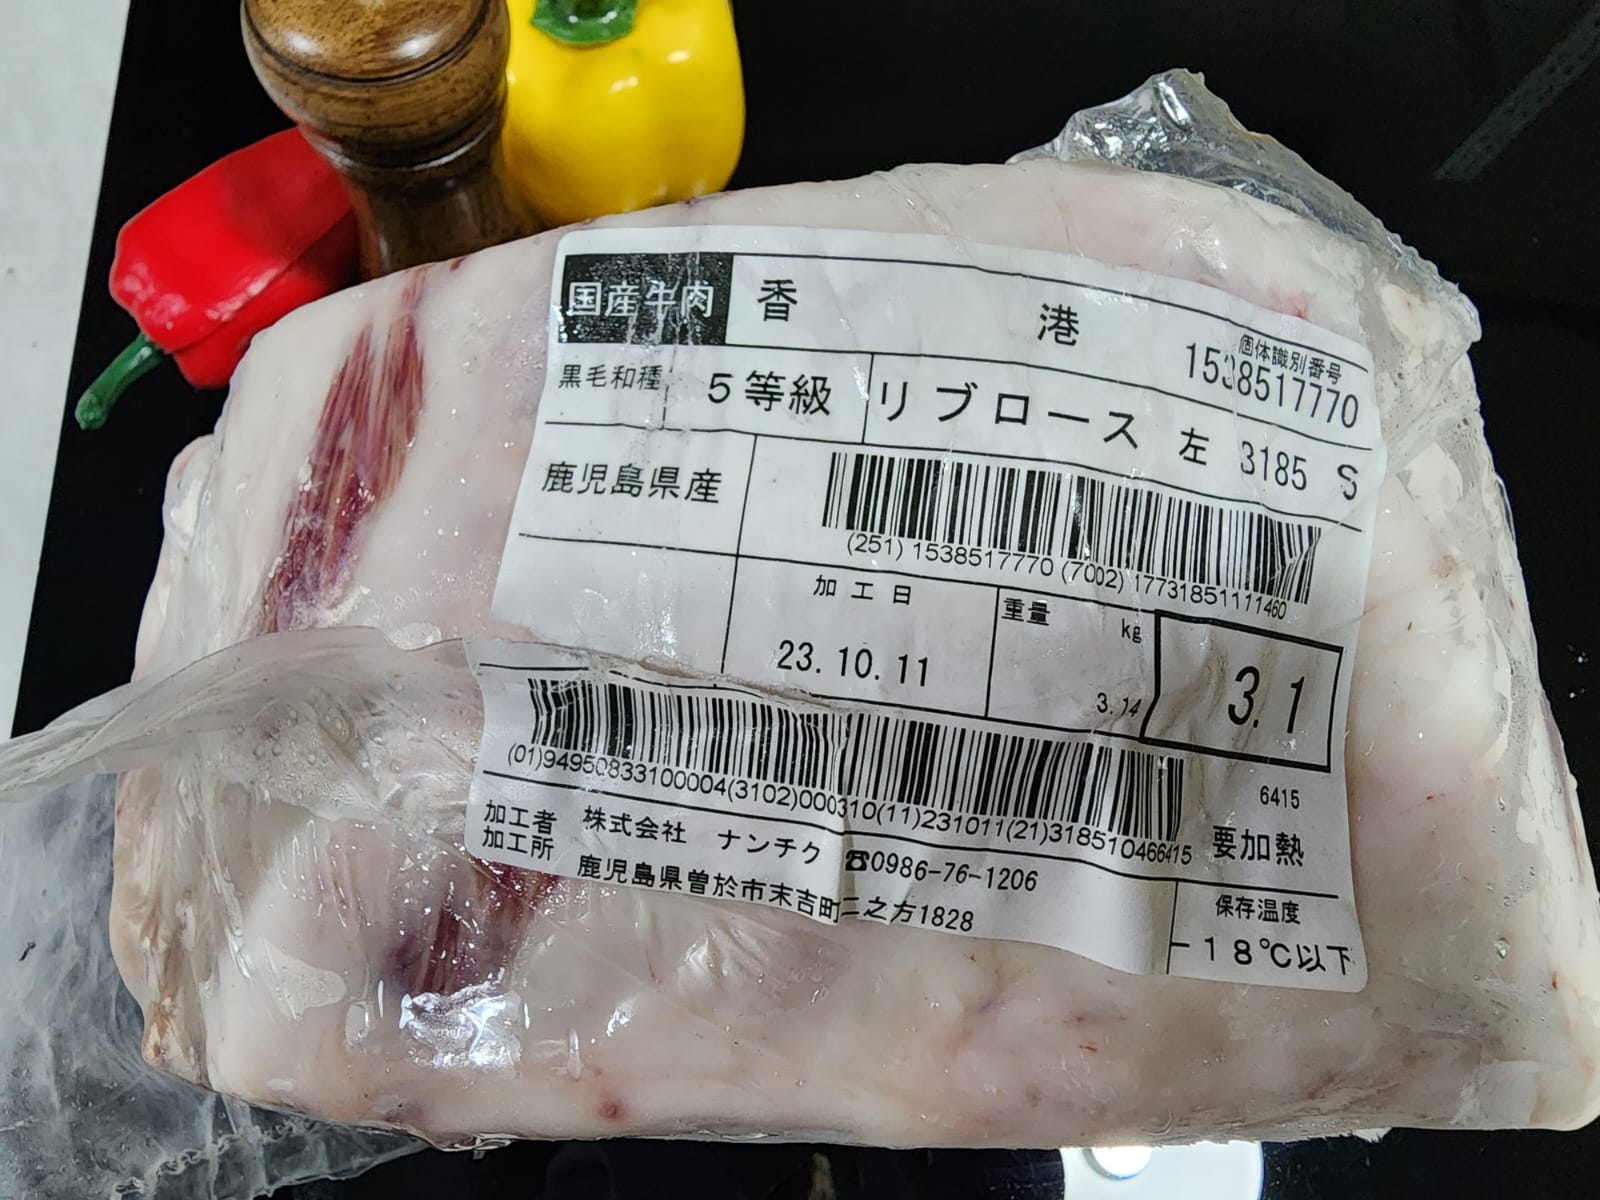 国産牛肉 香港
個体識別番号
1538517770
黒毛和種 5等級 リブロース 左 3185 S
鹿児島県産
(251) 1538517770 (7002) 17731851111460
加工日 重量 kg
23.10.11 3.14 3.1
(01)94950833100004(3102)000310(11)231011(21)318510466415
6415
加工者 株式会社 ナンチク ☎0986-76-1206
加工所 鹿児島県曽於市末吉町二之方1828
要加熱
保存温度
-18℃以下